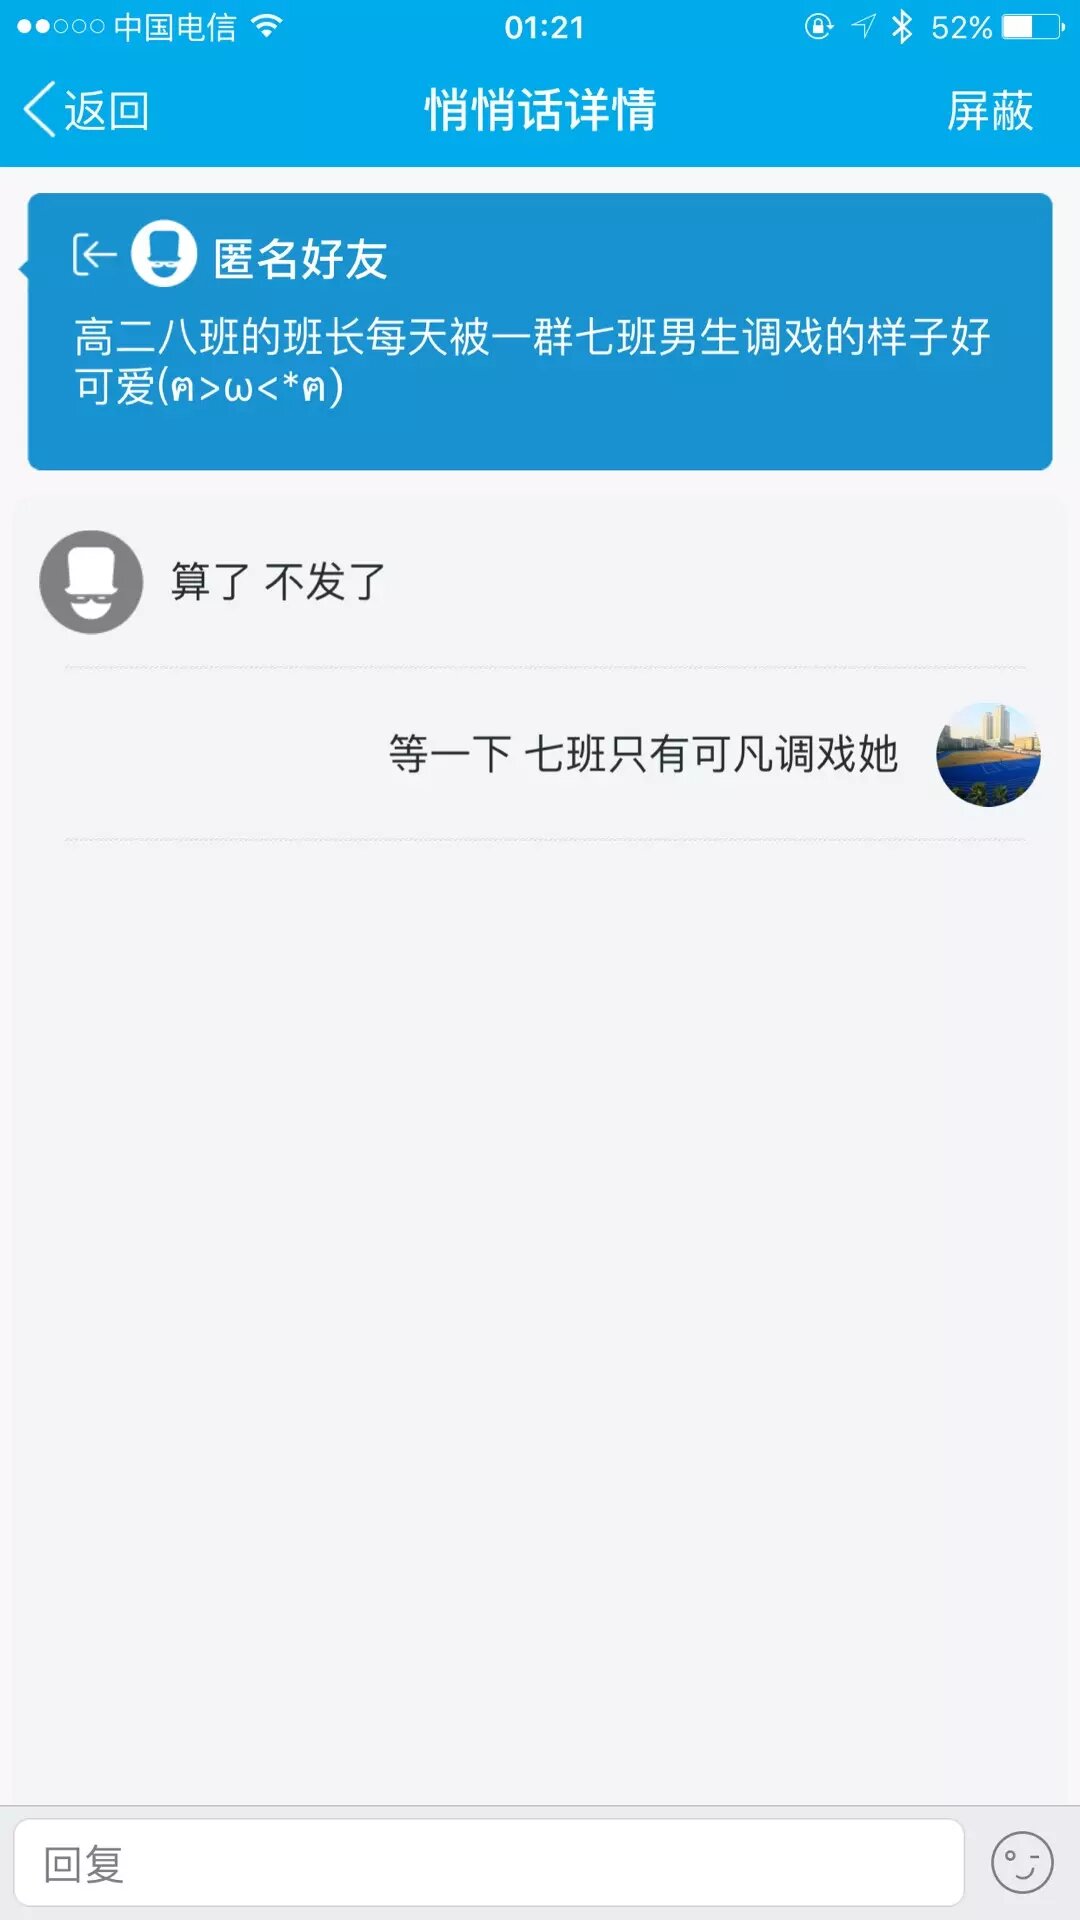 中国电信 01:21 52%
返回 悄悄话详情 屏蔽
匿名好友
高二八班的班长每天被一群七班男生调戏的样子好
可爱(ฅ>ω<*ฅ)
算了 不发了
等一下 七班只有可凡调戏她
回复